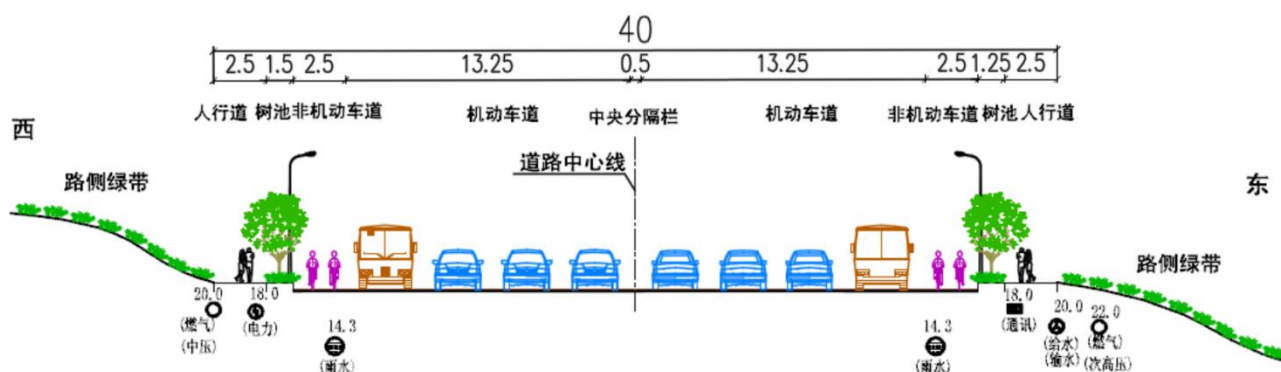 40
2.5 1.5 2.5 13.25 0.5 13.25 2.5 1.25 2.5
人行道 树池 非机动车道 机动车道 中央分隔栏 机动车道 非机动车道 树池 人行道
西
道路中心线
路侧绿带
东
路侧绿带
20.0 18.0 18.0 20.0 22.0
(燃气) (电力) 14.3 14.3 (通讯) (给水) (燃气)
(中压) (雨水) (雨水) (输水) (次高压)